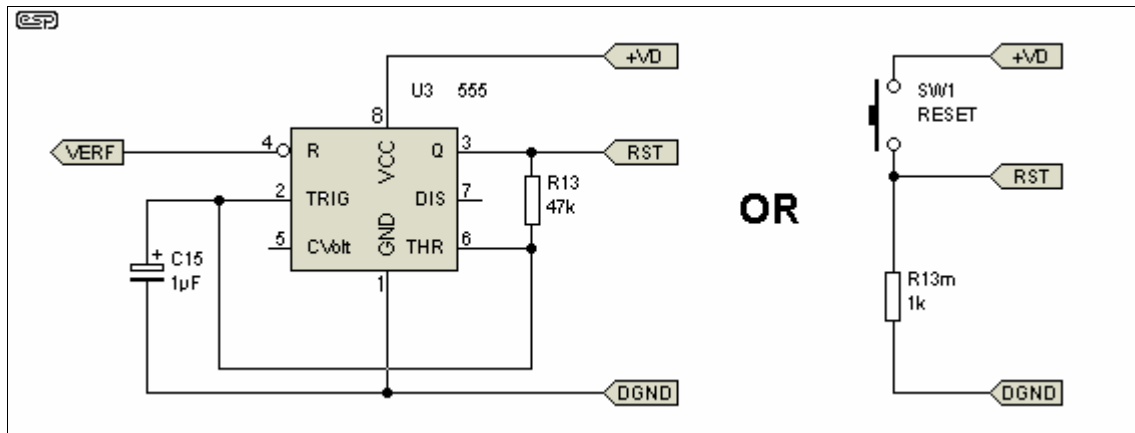 esp
+VD
U3 555
8
VERF
4
R
VCC
Q
3
RST
R13
47k
2
TRIG
DIS
7
5
CVolt
GND
THR
6
C15
1µF
+
1
DGND
OR
+VD
SW1
RESET
RST
R13m
1k
DGND